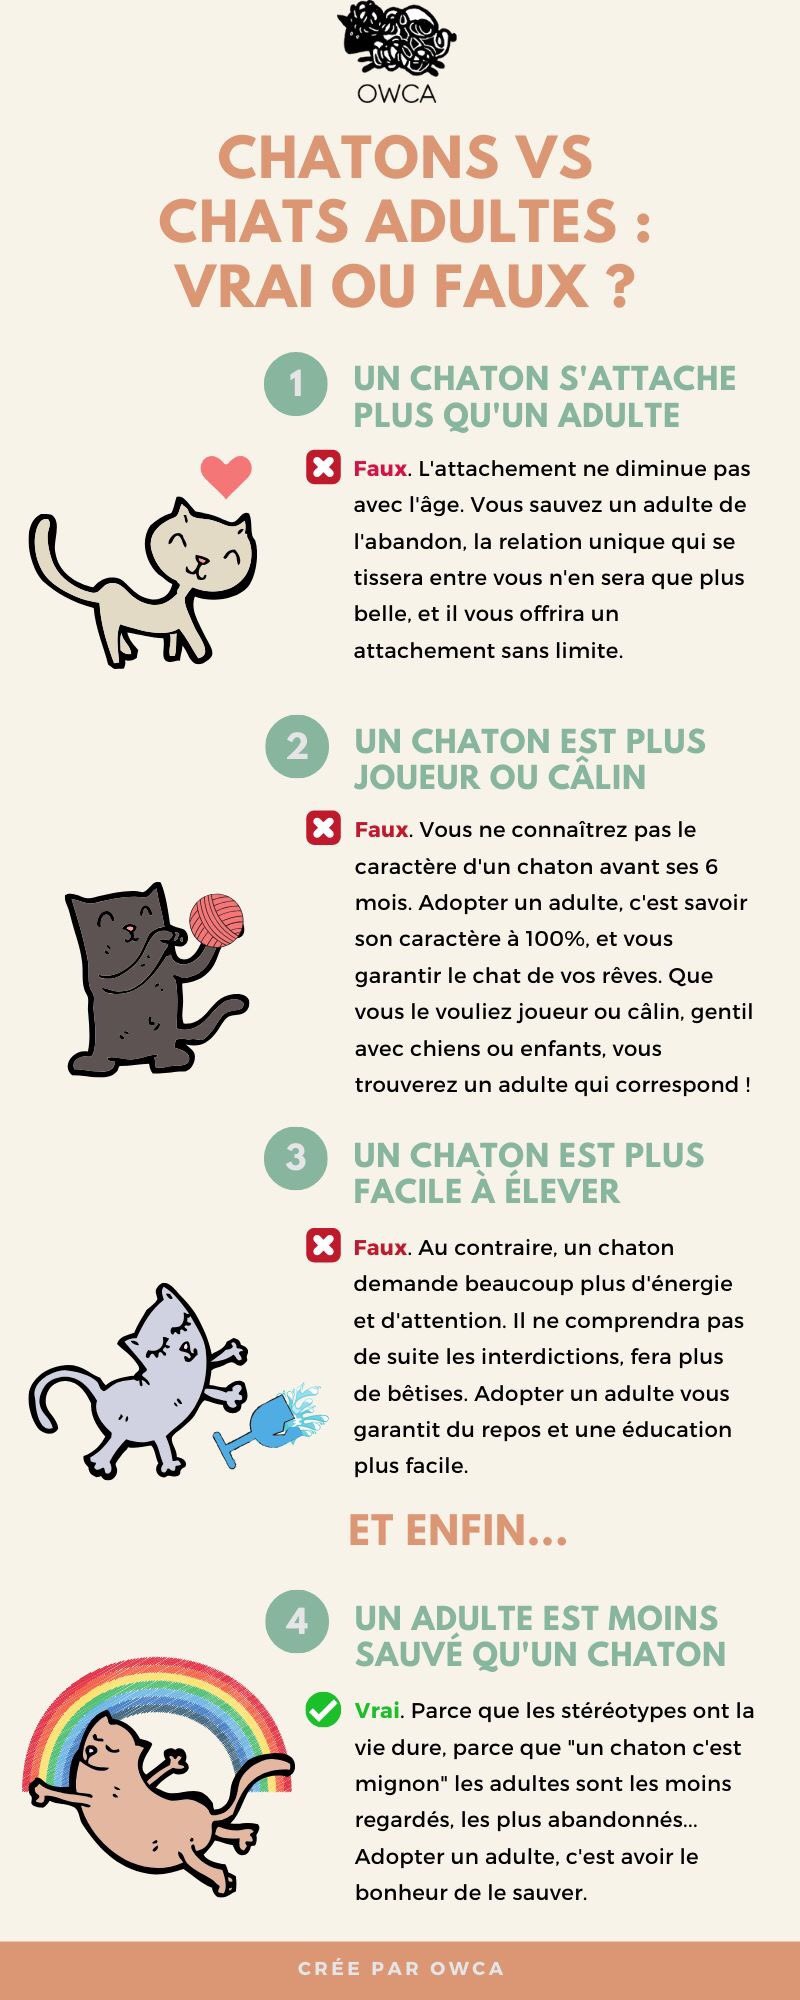 OWCA
CHATONS VS
CHATS ADULTES :
VRAI OU FAUX ?
1
UN CHATON S'ATTACHE
PLUS QU'UN ADULTE
Faux. L'attachement ne diminue pas
avec l'âge. Vous sauvez un adulte de
l'abandon, la relation unique qui se
tissera entre vous n'en sera que plus
belle, et il vous offrira un
attachement sans limite.
2
UN CHATON EST PLUS
JOUEUR OU CÂLIN
Faux. Vous ne connaîtrez pas le
caractère d'un chaton avant ses 6
mois. Adopter un adulte, c'est savoir
son caractère à 100%, et vous
garantir le chat de vos rêves. Que
vous le vouliez joueur ou câlin, gentil
avec chiens ou enfants, vous
trouverez un adulte qui correspond !
3
UN CHATON EST PLUS
FACILE À ÉLEVER
Faux. Au contraire, un chaton
demande beaucoup plus d'énergie
et d'attention. Il ne comprendra pas
de suite les interdictions, fera plus
de bêtises. Adopter un adulte vous
garantit du repos et une éducation
plus facile.
ET ENFIN...
4
UN ADULTE EST MOINS
SAUVÉ QU'UN CHATON
Vrai. Parce que les stéréotypes ont la
vie dure, parce que "un chaton c'est
mignon" les adultes sont les moins
regardés, les plus abandonnés...
Adopter un adulte, c'est avoir le
bonheur de le sauver.
CRÉE PAR OWCA